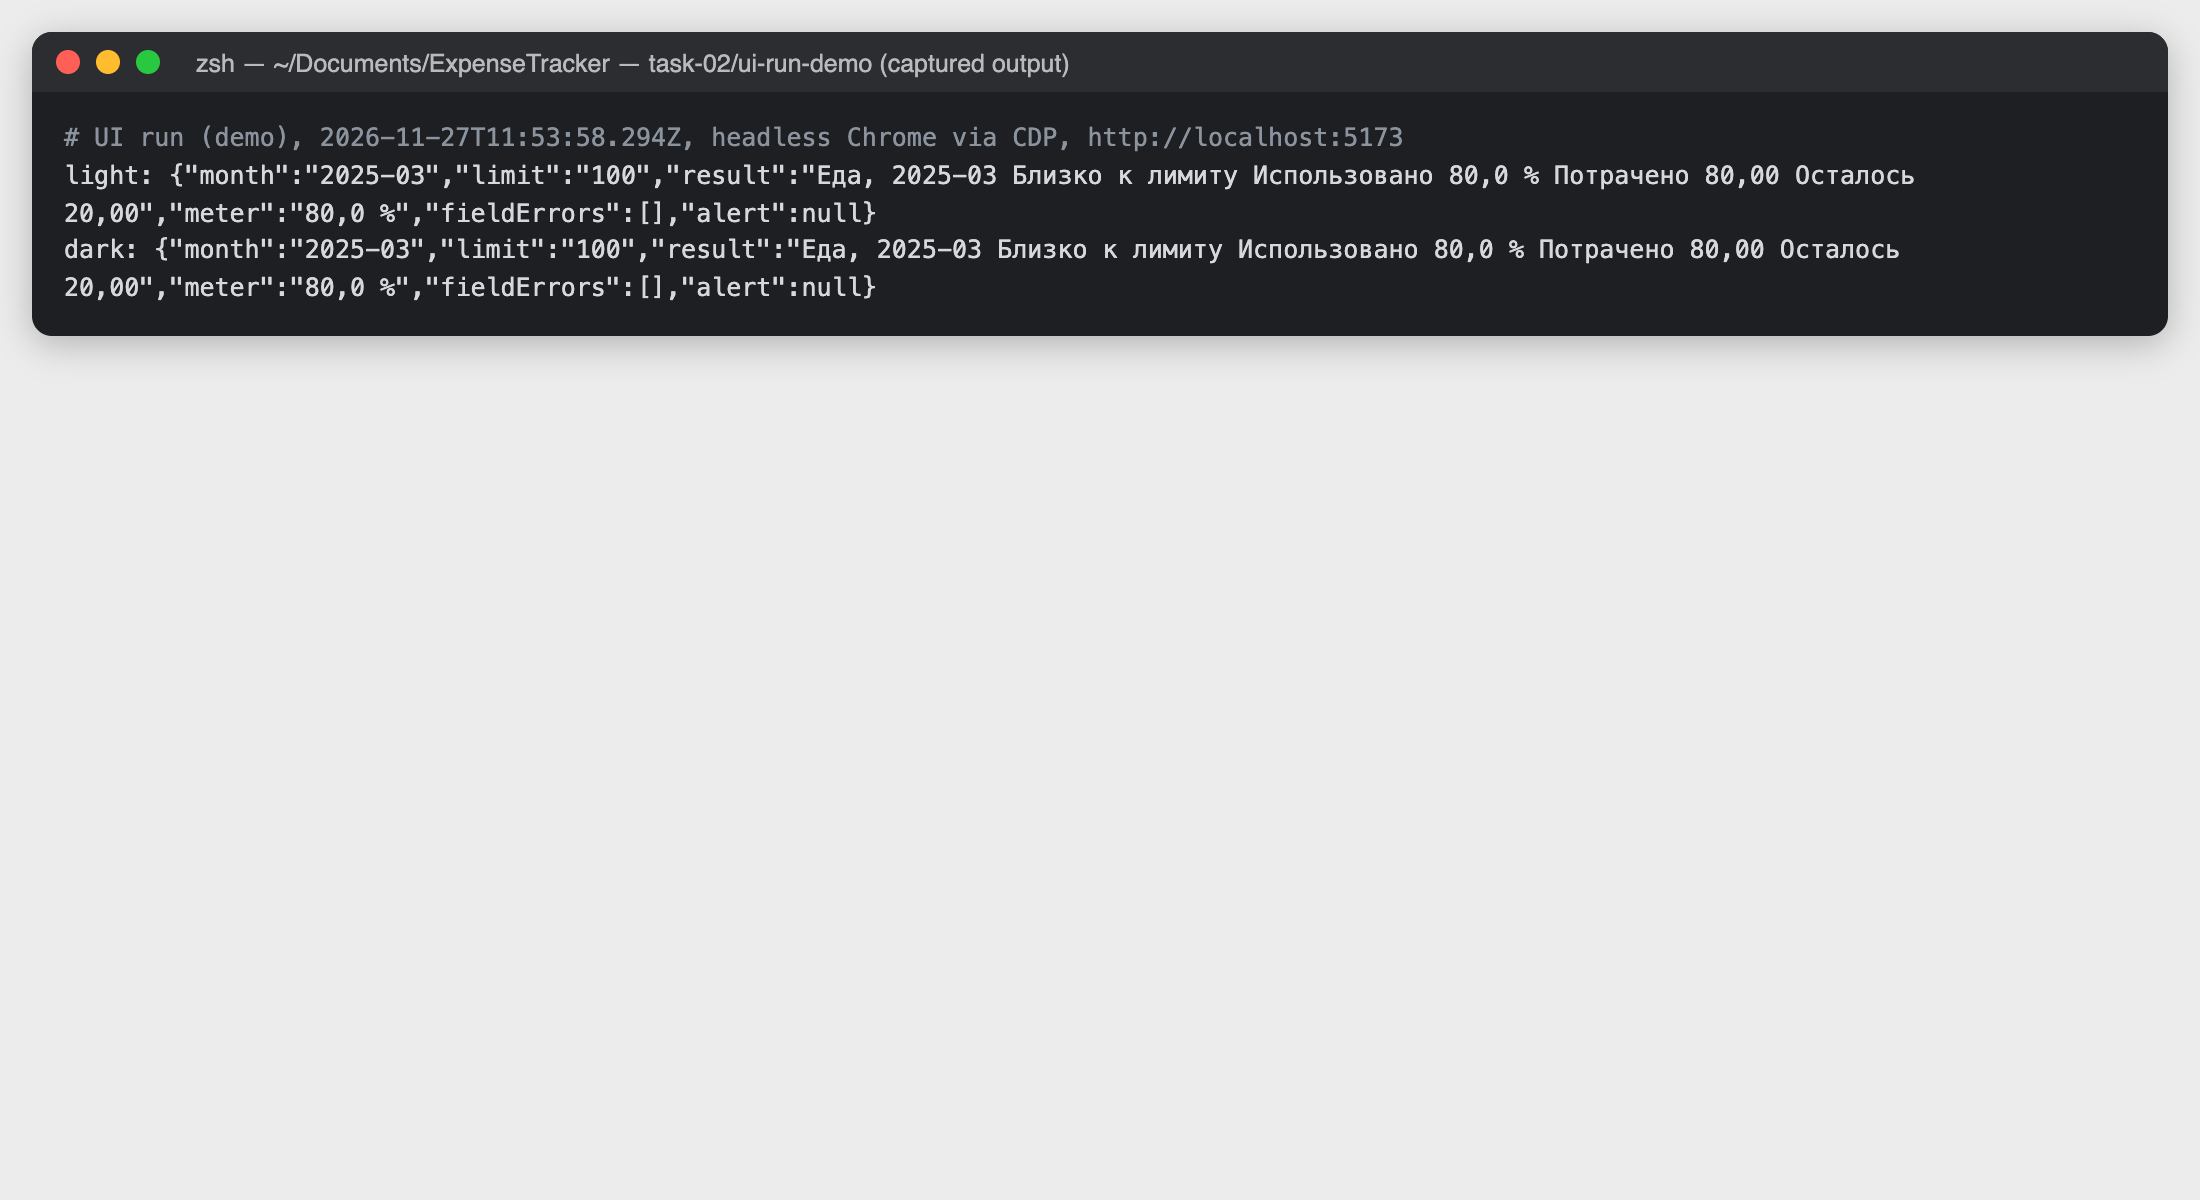 zsh — ~/Documents/ExpenseTracker — task-02/ui-run-demo (captured output)
# UI run (demo), 2026-11-27T11:53:58.294Z, headless Chrome via CDP, http://localhost:5173
light: {"month":"2025-03","limit":"100","result":"Еда, 2025-03 Близко к лимиту Использовано 80,0 % Потрачено 80,00 Осталось
20,00","meter":"80,0 %","fieldErrors":[],"alert":null}
dark: {"month":"2025-03","limit":"100","result":"Еда, 2025-03 Близко к лимиту Использовано 80,0 % Потрачено 80,00 Осталось
20,00","meter":"80,0 %","fieldErrors":[],"alert":null}